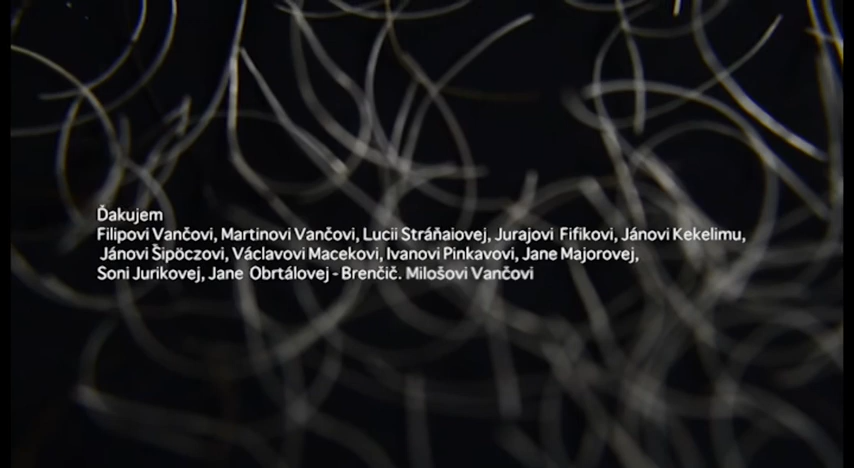 Ďakujem
Filipovi Vančovi, Martinovi Vančovi, Lucii Stráňaiovej, Jurajovi Fifikovi, Jánovi Kekelimu,
Jánovi Šipöczovi, Václavovi Macekovi, Ivanovi Pinkavovi, Jane Majorovej,
Soni Jurikovej, Jane Obrtálovej - Brenčič. Milošovi Vančovi